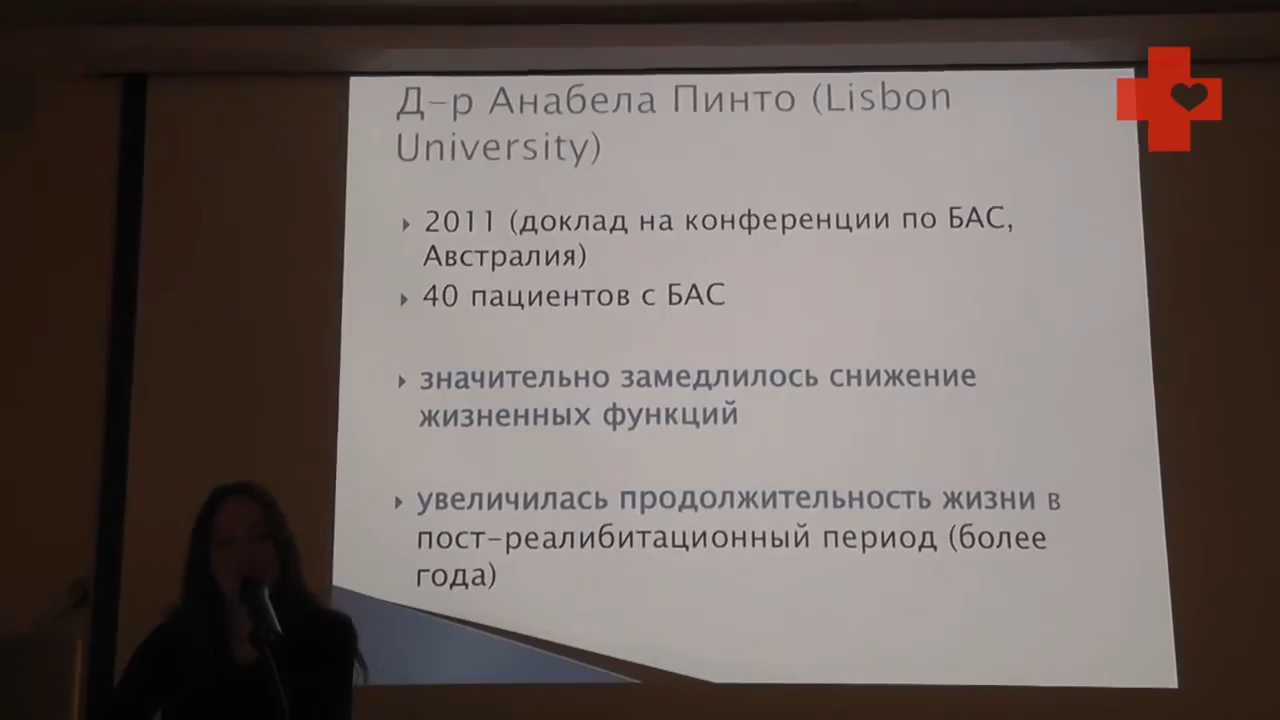 Д-р Анабела Пинто (Lisbon
University)
2011 (доклад на конференции по БАС,
Австралия)
40 пациентов с БАС
значительно замедлилось снижение
жизненных функций
увеличилась продолжительность жизни в
пост-реалибитационный период (более
года)